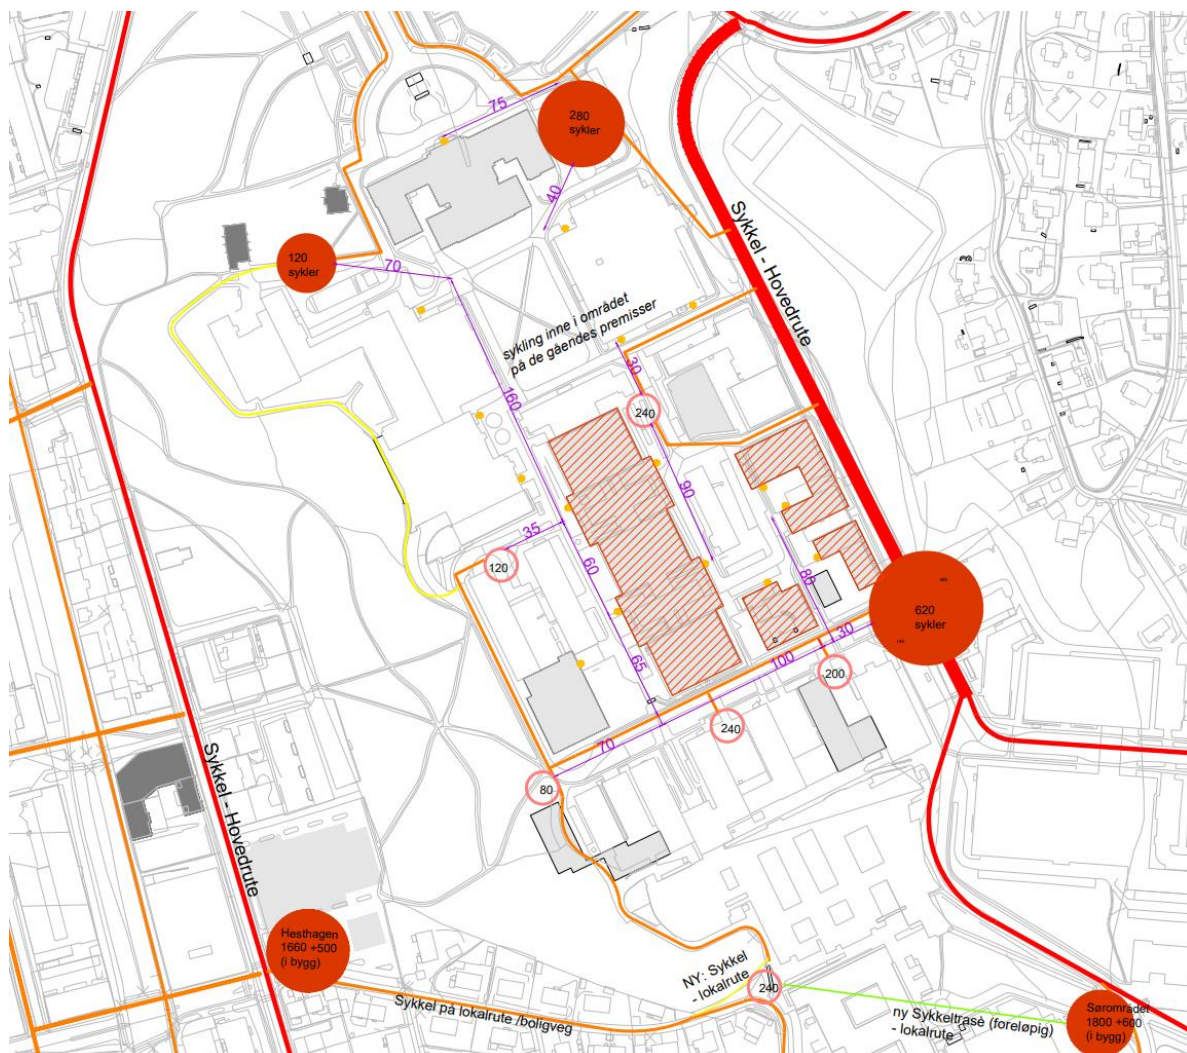 75
280
sykler
40
Sykkel - Hovedrute
120
sykler
70
sykling inne i området
på de gåendes premisser
30
160
240
90
35
120
60
80
620
sykler
65
30
100
200
240
70
80
Sykkel - Hovedrute
Hesthagen
1660 +500
(i bygg)
NY: Sykkel
- lokalrute
240
Sykkel på lokalrute /boligveg
ny Sykkeltrasé (foreløpig)
- lokalrute
Sørområdet
1800 +600
(i bygg)